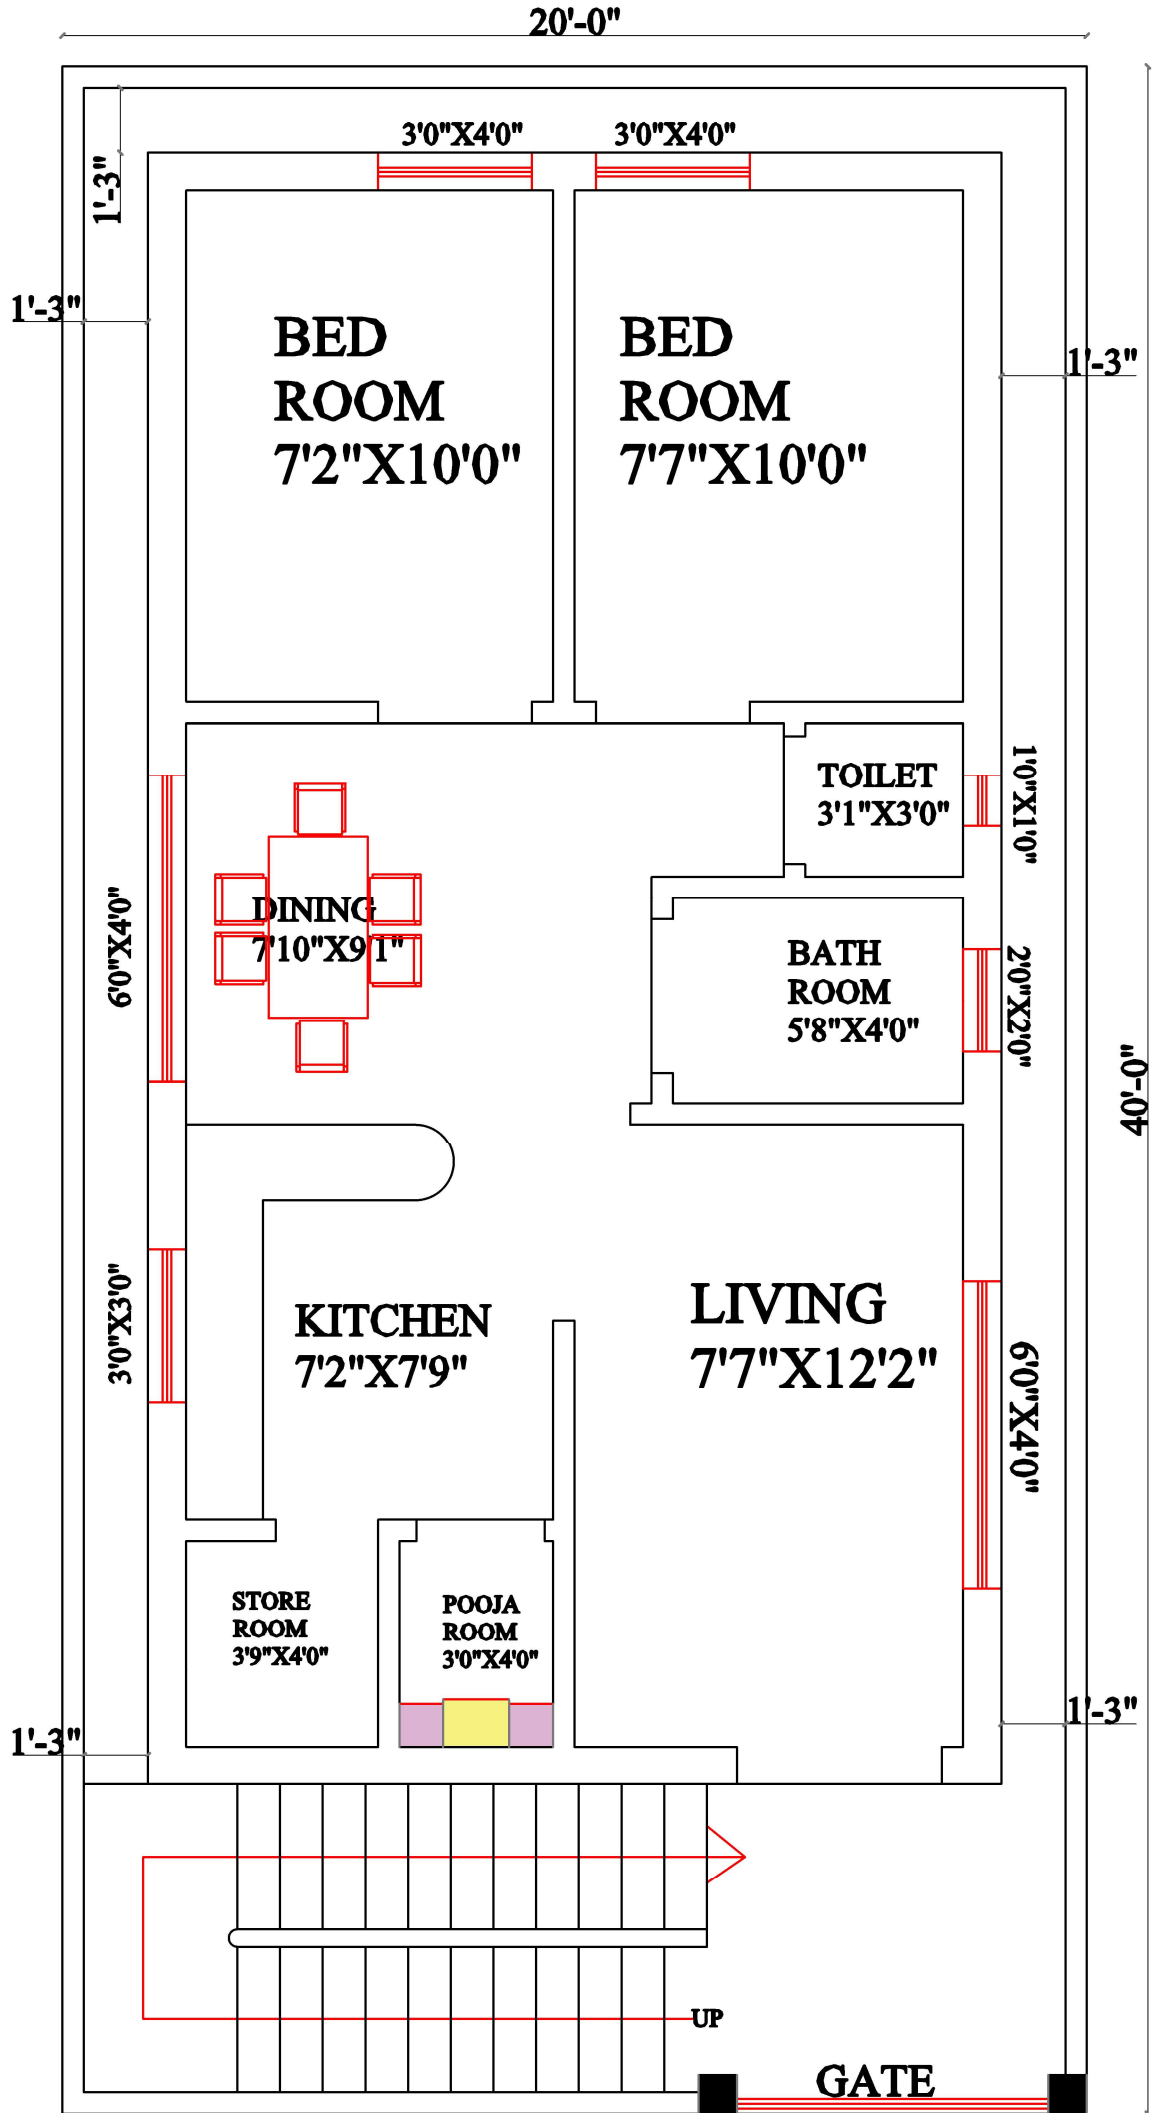 20'-0"
3'0"X4'0"
3'0"X4'0"
1'-3"
1'-3"
1'-3"
BED
ROOM
7'2"X10'0"
BED
ROOM
7'7"X10'0"
TOILET
3'1"X3'0"
1'0"X1'0"
6'0"X4'0"
DINING
7'10"X9'1"
BATH
ROOM
5'8"X4'0"
2'0"X2'0"
40'-0"
3'0"X3'0"
KITCHEN
7'2"X7'9"
LIVING
7'7"X12'2"
6'0"X4'0"
STORE
ROOM
3'9"X4'0"
POOJA
ROOM
3'0"X4'0"
1'-3"
1'-3"
UP
GATE